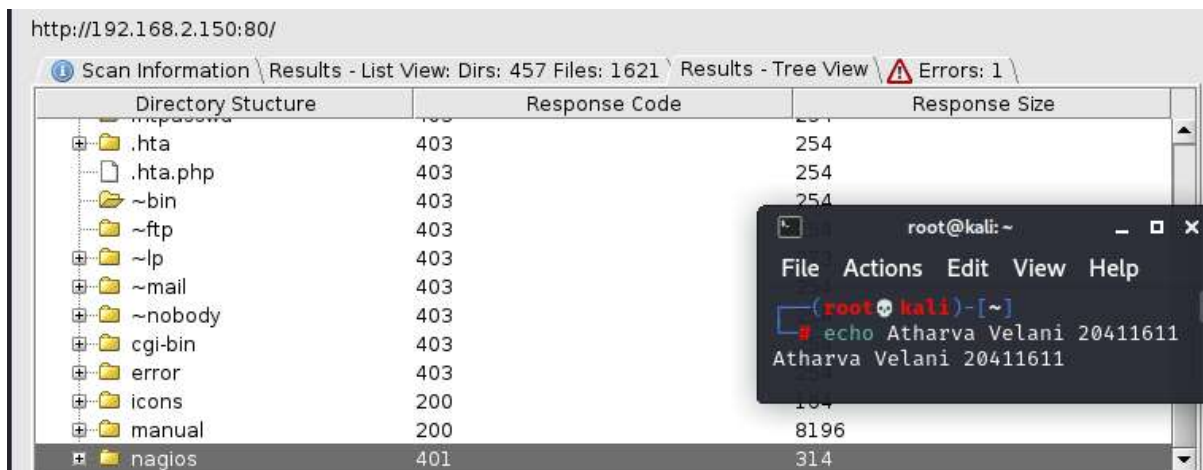 http://192.168.2.150:80/
Scan Information Results - List View: Dirs: 457 Files: 1621 Results - Tree View Errors: 1
Directory Stucture Response Code Response Size
.hta 403 254
.hta.php 403 254
~bin 403 254
~ftp 403
~lp 403
~mail 403
~nobody 403
cgi-bin 403
error 403
icons 200
manual 200 8196
nagios 401 314
root@kali: ~
File Actions Edit View Help
(root💀kali)-[~]
# echo Atharva Velani 20411611
Atharva Velani 20411611